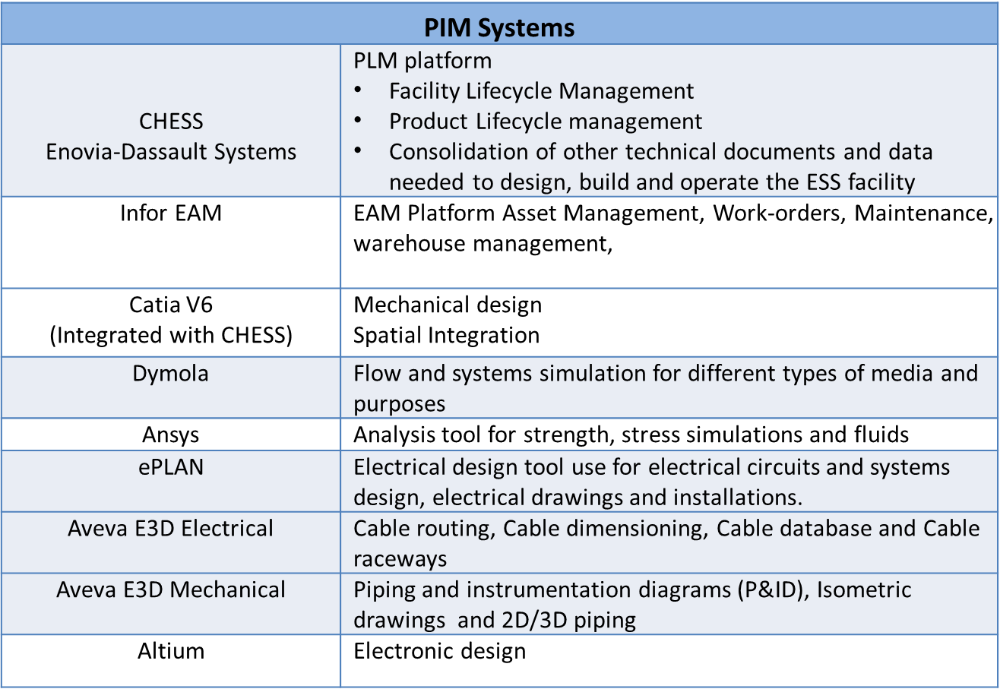 PIM Systems
CHESS
Enovia-Dassault Systems
PLM platform
• Facility Lifecycle Management
• Product Lifecycle management
• Consolidation of other technical documents and data
needed to design, build and operate the ESS facility
Infor EAM
EAM Platform Asset Management, Work-orders, Maintenance,
warehouse management,
Catia V6
(Integrated with CHESS)
Mechanical design
Spatial Integration
Dymola
Flow and systems simulation for different types of media and
purposes
Ansys
Analysis tool for strength, stress simulations and fluids
ePLAN
Electrical design tool use for electrical circuits and systems
design, electrical drawings and installations.
Aveva E3D Electrical
Cable routing, Cable dimensioning, Cable database and Cable
raceways
Aveva E3D Mechanical
Piping and instrumentation diagrams (P&ID), Isometric
drawings  and 2D/3D piping
Altium
Electronic design